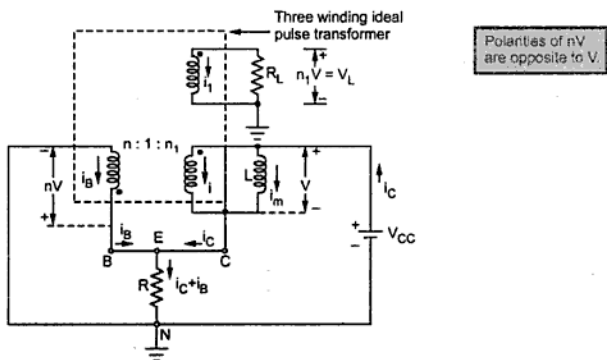 Three winding ideal
pulse transformer
Polarities of nV
are opposite to V.
i1
RL
+
n1V = VL
−
n : 1 : n1
−
nV
+
iB
i
L
im
+
V
−
iC
+
−
VCC
iB
E
iC
B
C
R
iC+iB
N